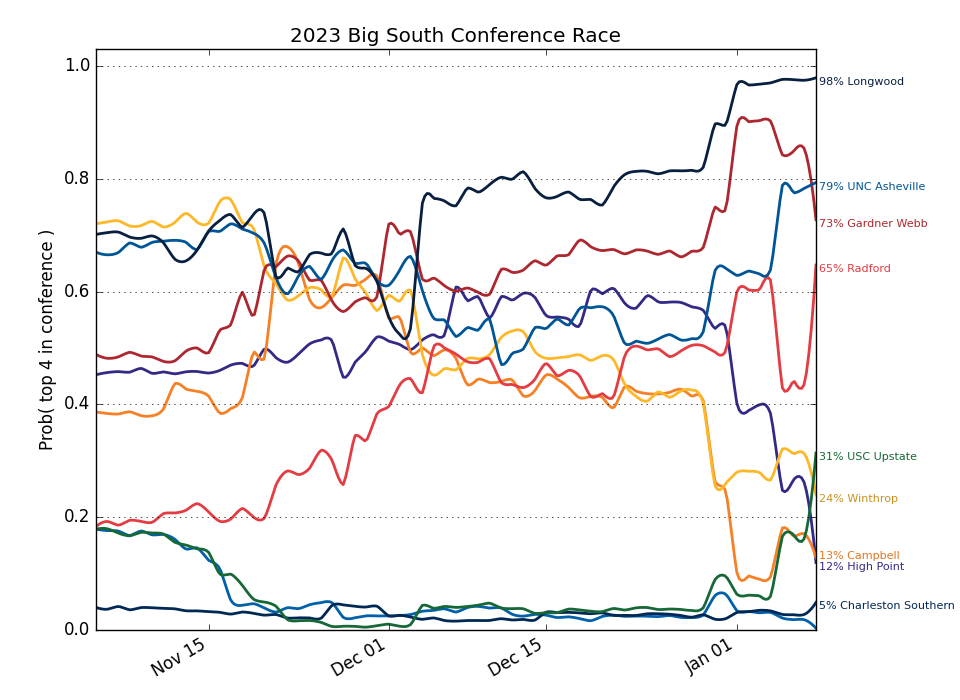 2023 Big South Conference Race
Prob( top 4 in conference )
1.0
0.8
0.6
0.4
0.2
0.0
Nov 15
Dec 01
Dec 15
Jan 01
98% Longwood
79% UNC Asheville
73% Gardner Webb
65% Radford
31% USC Upstate
24% Winthrop
13% Campbell
12% High Point
5% Charleston Southern